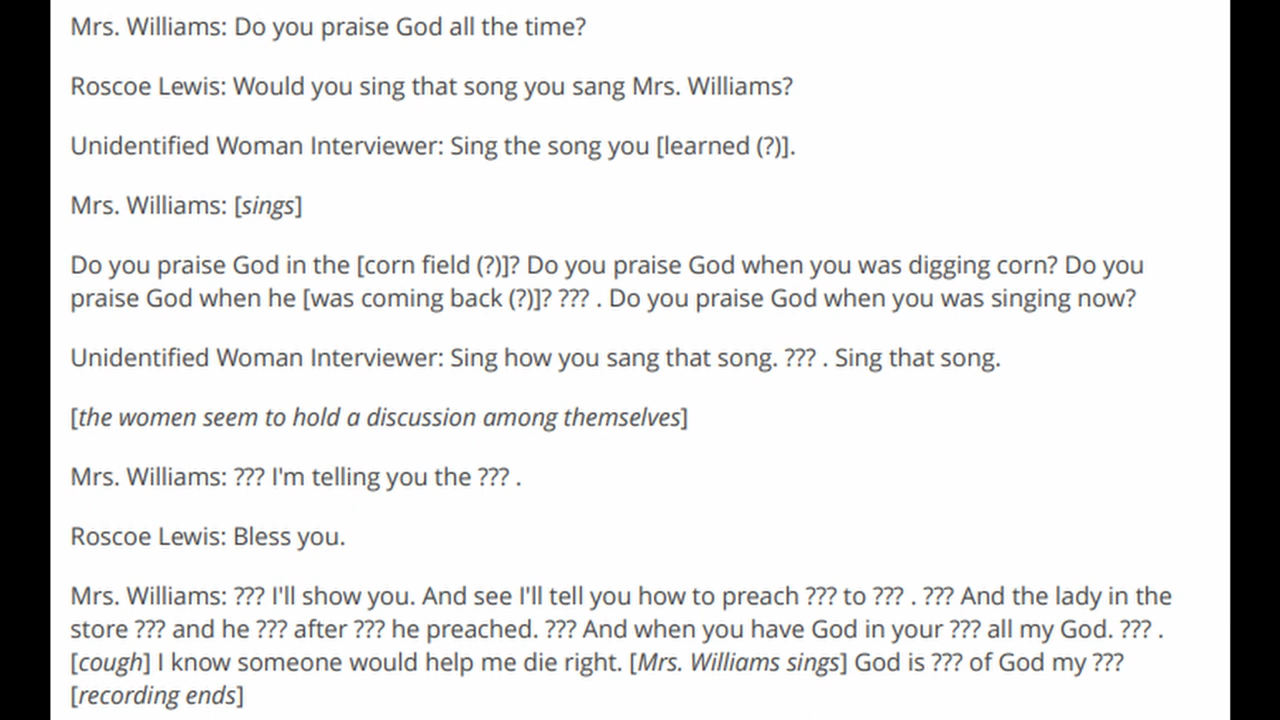 Mrs. Williams: Do you praise God all the time?
Roscoe Lewis: Would you sing that song you sang Mrs. Williams?
Unidentified Woman Interviewer: Sing the song you [learned (?)].
Mrs. Williams: [sings]
Do you praise God in the [corn field (?)]? Do you praise God when you was digging corn? Do you
praise God when he [was coming back (?)]? ??? . Do you praise God when you was singing now?
Unidentified Woman Interviewer: Sing how you sang that song. ??? . Sing that song.
[the women seem to hold a discussion among themselves]
Mrs. Williams: ??? I'm telling you the ??? .
Roscoe Lewis: Bless you.
Mrs. Williams: ??? I'll show you. And see I'll tell you how to preach ??? to ??? . ??? And the lady in the
store ??? and he ??? after ??? he preached. ??? And when you have God in your ??? all my God. ??? .
[cough] I know someone would help me die right. [Mrs. Williams sings] God is ??? of God my ???
[recording ends]